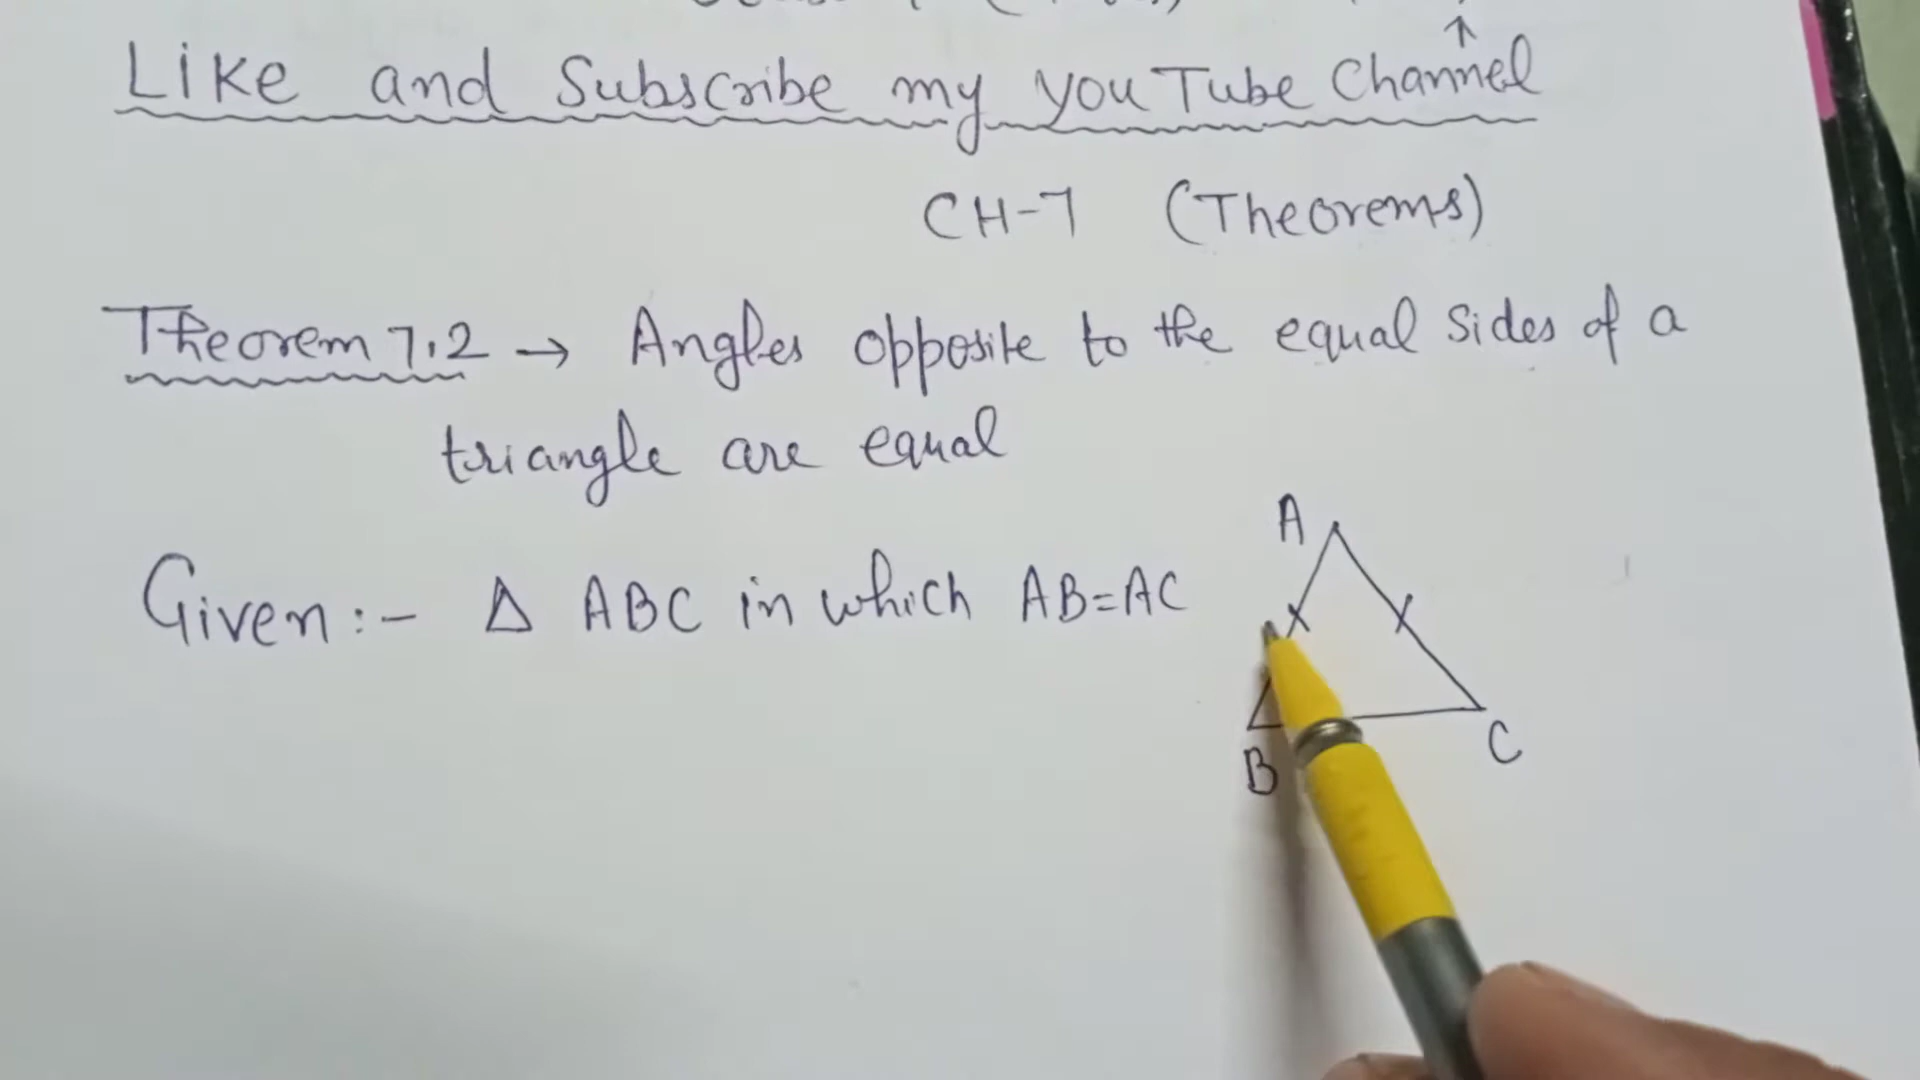 Like and Subscribe my YouTube Channel
CH-7 (Theorems)
Theorem 7.2 → Angles opposite to the equal sides of a
triangle are equal
Given:- Δ ABC in which AB=AC
A
B
C